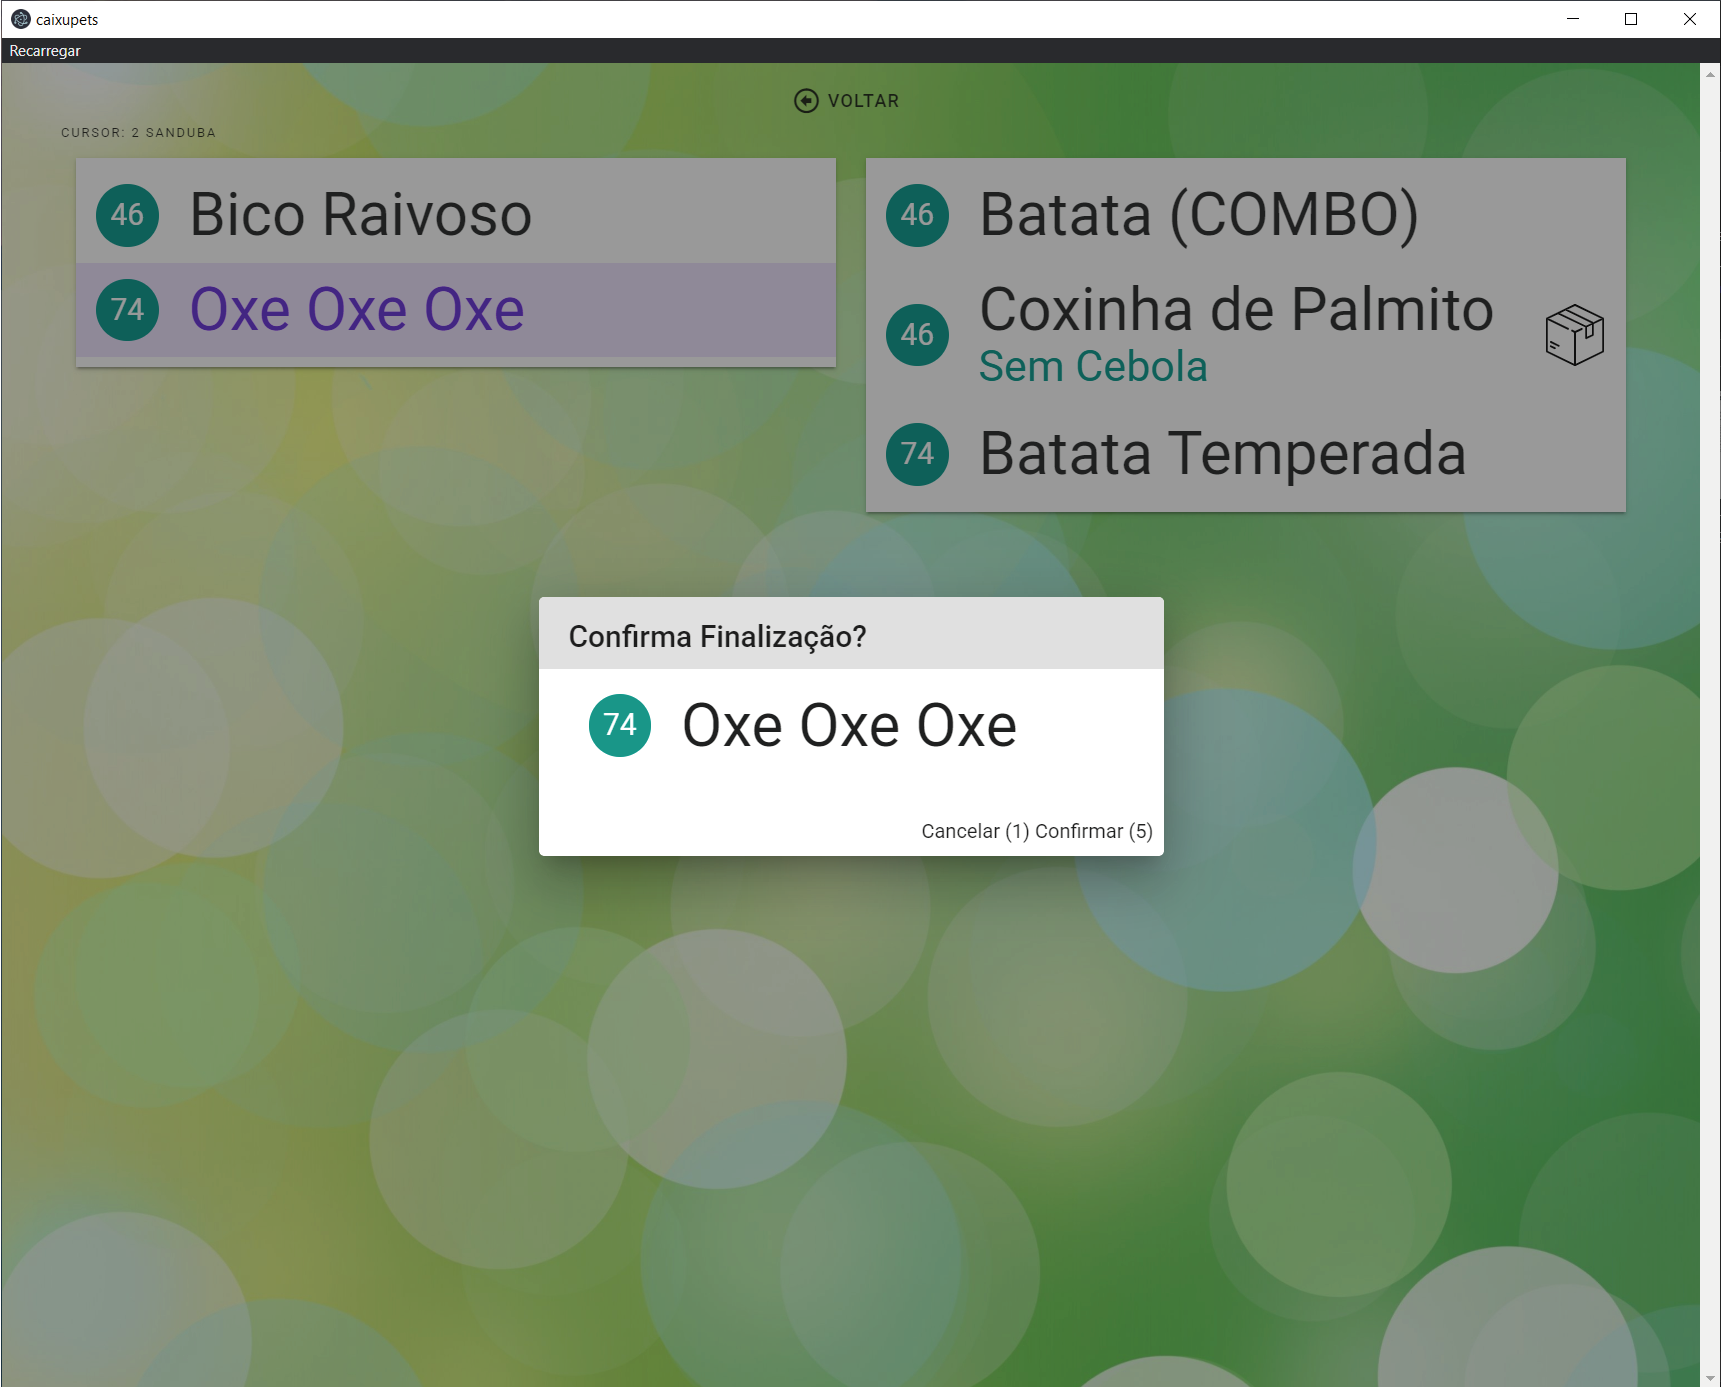 caixupets
Recarregar
VOLTAR
CURSOR: 2 SANDUBA
46 Bico Raivoso
74 Oxe Oxe Oxe
46 Batata (COMBO)
46 Coxinha de Palmito
Sem Cebola
74 Batata Temperada
Confirma Finalização?
74 Oxe Oxe Oxe
Cancelar (1) Confirmar (5)